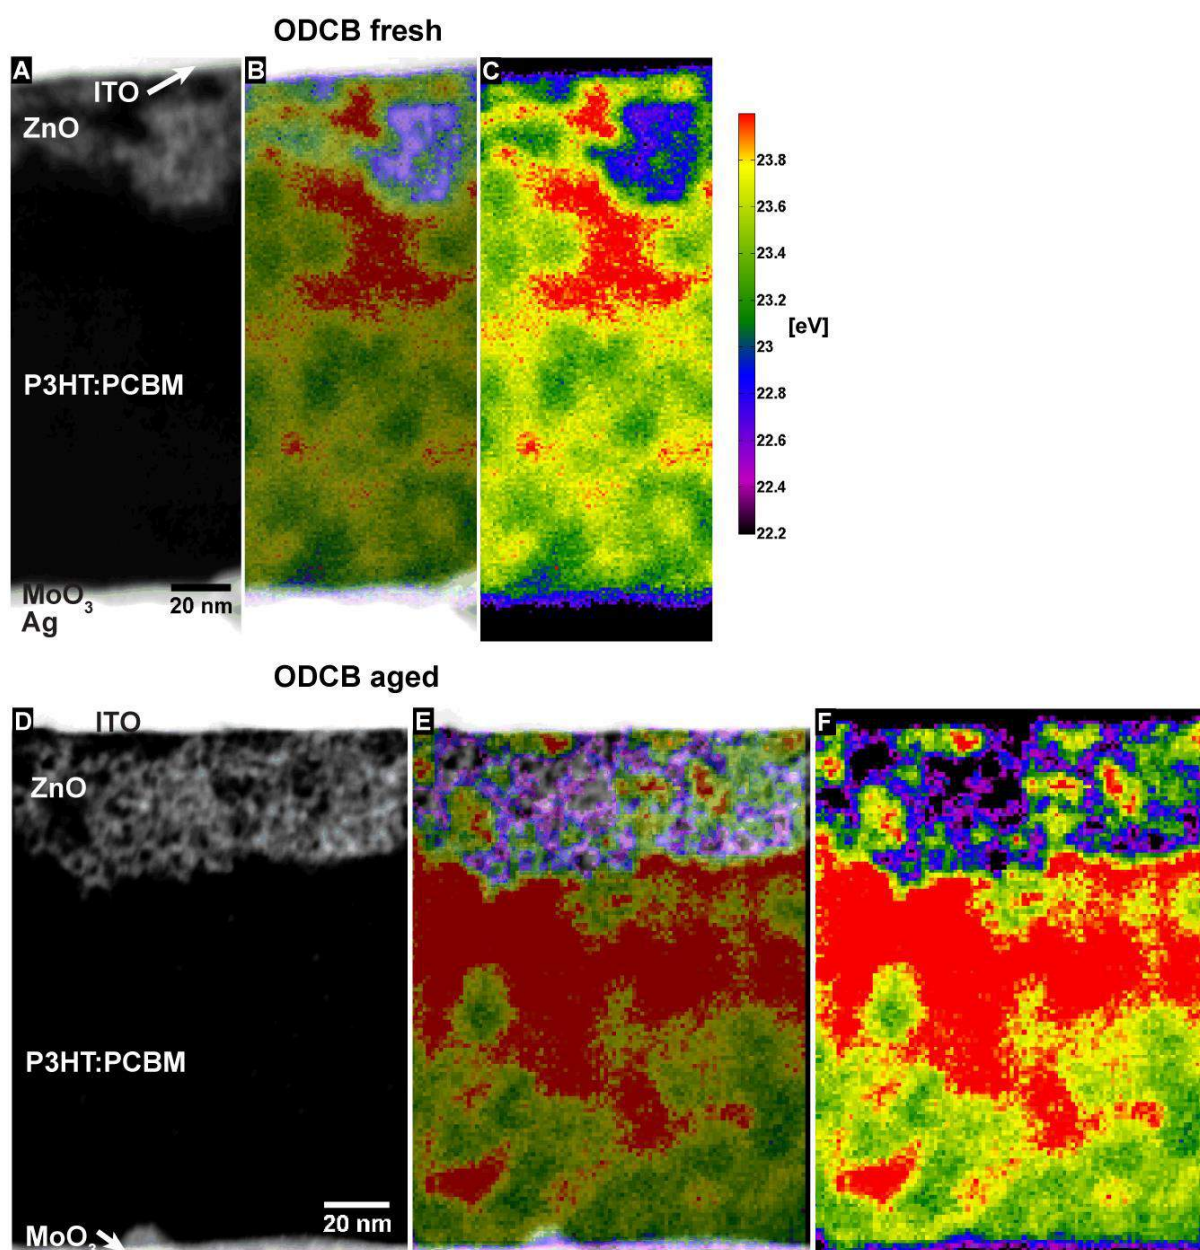 ODCB fresh
A
B
C
ITO
ZnO
P3HT:PCBM
MoO₃
Ag
20 nm
23.8
23.6
23.4
23.2
23
22.8
22.6
22.4
22.2
[eV]
ODCB aged
D
E
F
ITO
ZnO
P3HT:PCBM
20 nm
MoO₃